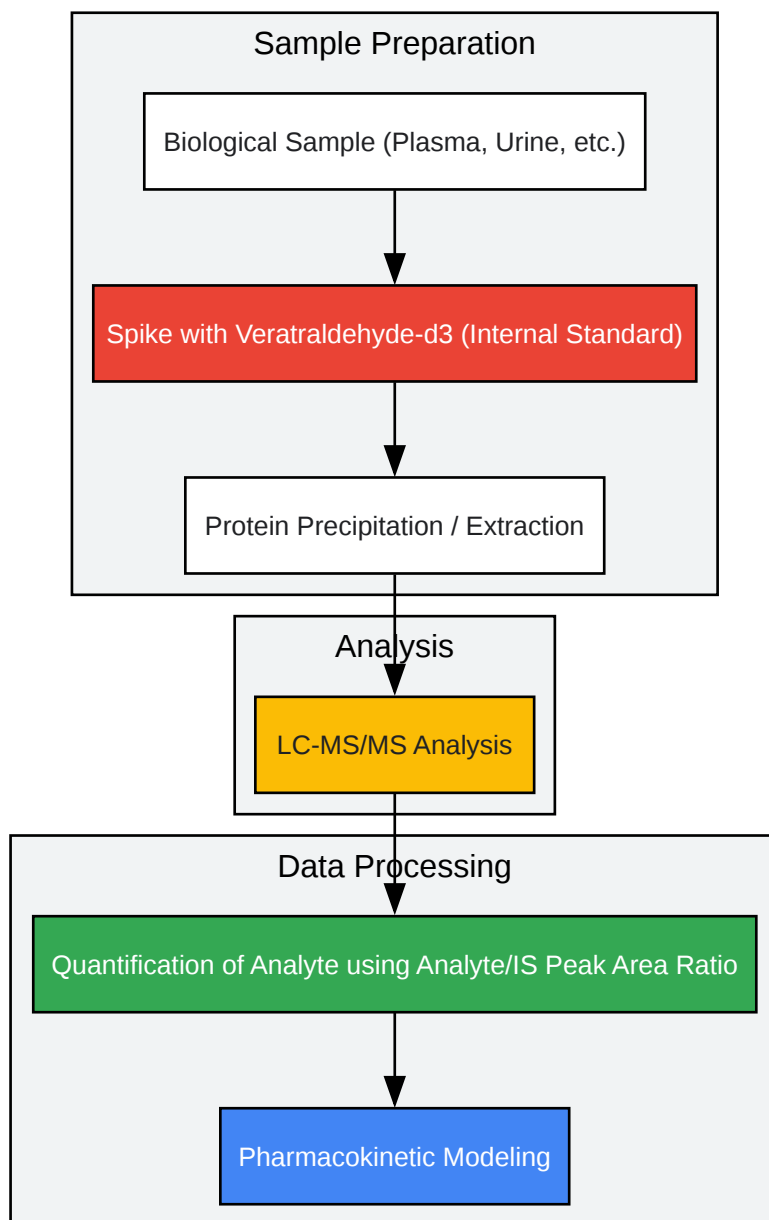 Sample Preparation
Biological Sample (Plasma, Urine, etc.)
Spike with Veratraldehyde-d3 (Internal Standard)
Protein Precipitation / Extraction
Analysis
LC-MS/MS Analysis
Data Processing
Quantification of Analyte using Analyte/IS Peak Area Ratio
Pharmacokinetic Modeling